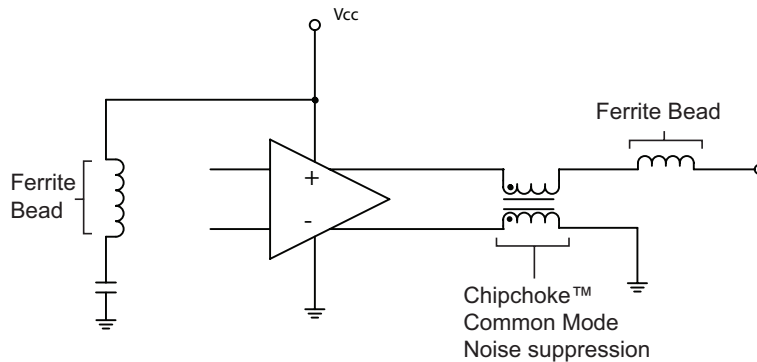 Vcc
Ferrite Bead
Ferrite
Bead
+
-
Chipchoke™
Common Mode
Noise suppression